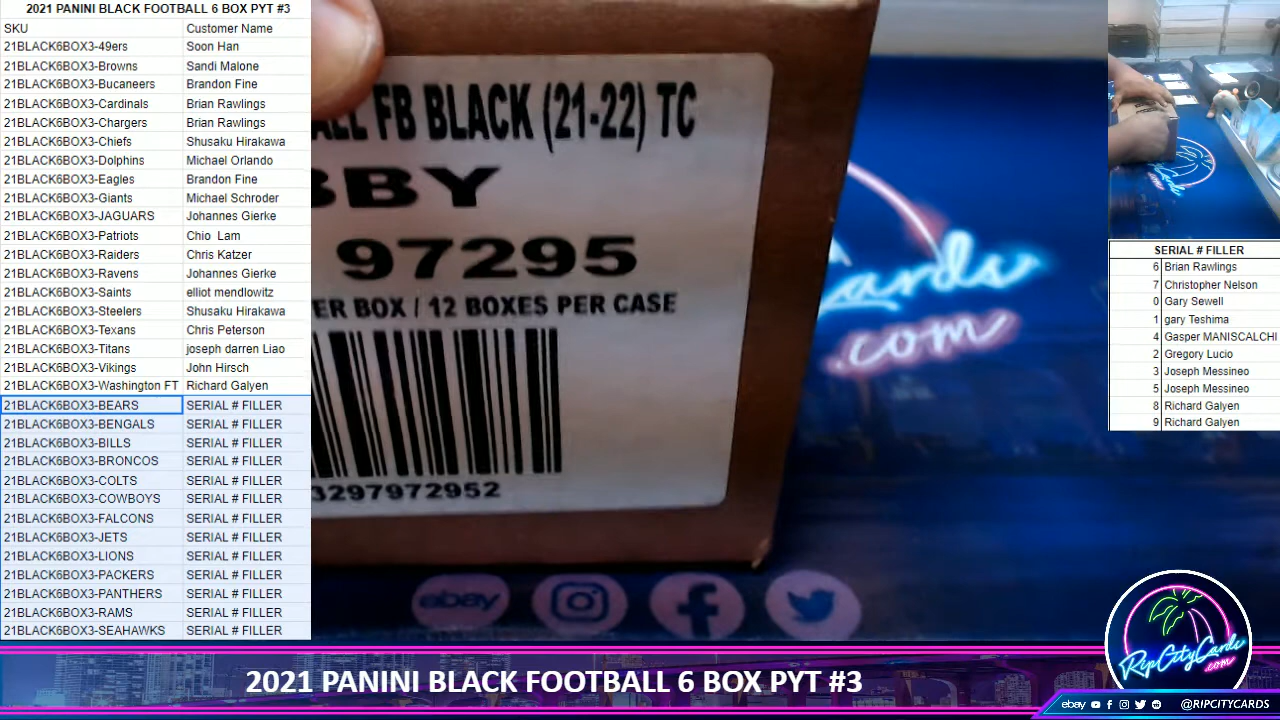 2021 PANINI BLACK FOOTBALL 6 BOX PYT #3
SKU Customer Name
21BLACK6BOX3-49ers Soon Han
21BLACK6BOX3-Browns Sandi Malone
21BLACK6BOX3-Bucaneers Brandon Fine
21BLACK6BOX3-Cardinals Brian Rawlings
21BLACK6BOX3-Chargers Brian Rawlings
21BLACK6BOX3-Chiefs Shusaku Hirakawa
21BLACK6BOX3-Dolphins Michael Orlando
21BLACK6BOX3-Eagles Brandon Fine
21BLACK6BOX3-Giants Michael Schroder
21BLACK6BOX3-JAGUARS Johannes Gierke
21BLACK6BOX3-Patriots Chio Lam
21BLACK6BOX3-Raiders Chris Katzer
21BLACK6BOX3-Ravens Johannes Gierke
21BLACK6BOX3-Saints elliot mendlowitz
21BLACK6BOX3-Steelers Shusaku Hirakawa
21BLACK6BOX3-Texans Chris Peterson
21BLACK6BOX3-Titans joseph darren Liao
21BLACK6BOX3-Vikings John Hirsch
21BLACK6BOX3-Washington FT Richard Galyen
21BLACK6BOX3-BEARS SERIAL # FILLER
21BLACK6BOX3-BENGALS SERIAL # FILLER
21BLACK6BOX3-BILLS SERIAL # FILLER
21BLACK6BOX3-BRONCOS SERIAL # FILLER
21BLACK6BOX3-COLTS SERIAL # FILLER
21BLACK6BOX3-COWBOYS SERIAL # FILLER
21BLACK6BOX3-FALCONS SERIAL # FILLER
21BLACK6BOX3-JETS SERIAL # FILLER
21BLACK6BOX3-LIONS SERIAL # FILLER
21BLACK6BOX3-PACKERS SERIAL # FILLER
21BLACK6BOX3-PANTHERS SERIAL # FILLER
21BLACK6BOX3-RAMS SERIAL # FILLER
21BLACK6BOX3-SEAHAWKS SERIAL # FILLER
FB BLACK (21-22) TC
BBY
97295
ER BOX / 12 BOXES PER CASE
3297972952
Cards
.com
ebay
SERIAL # FILLER
6 Brian Rawlings
7 Christopher Nelson
0 Gary Sewell
1 gary Teshima
4 Gasper MANISCALCHI
2 Gregory Lucio
3 Joseph Messineo
5 Joseph Messineo
8 Richard Galyen
9 Richard Galyen
RipCityCards
.com
2021 PANINI BLACK FOOTBALL 6 BOX PYT #3
ebay @RIPCITYCARDS